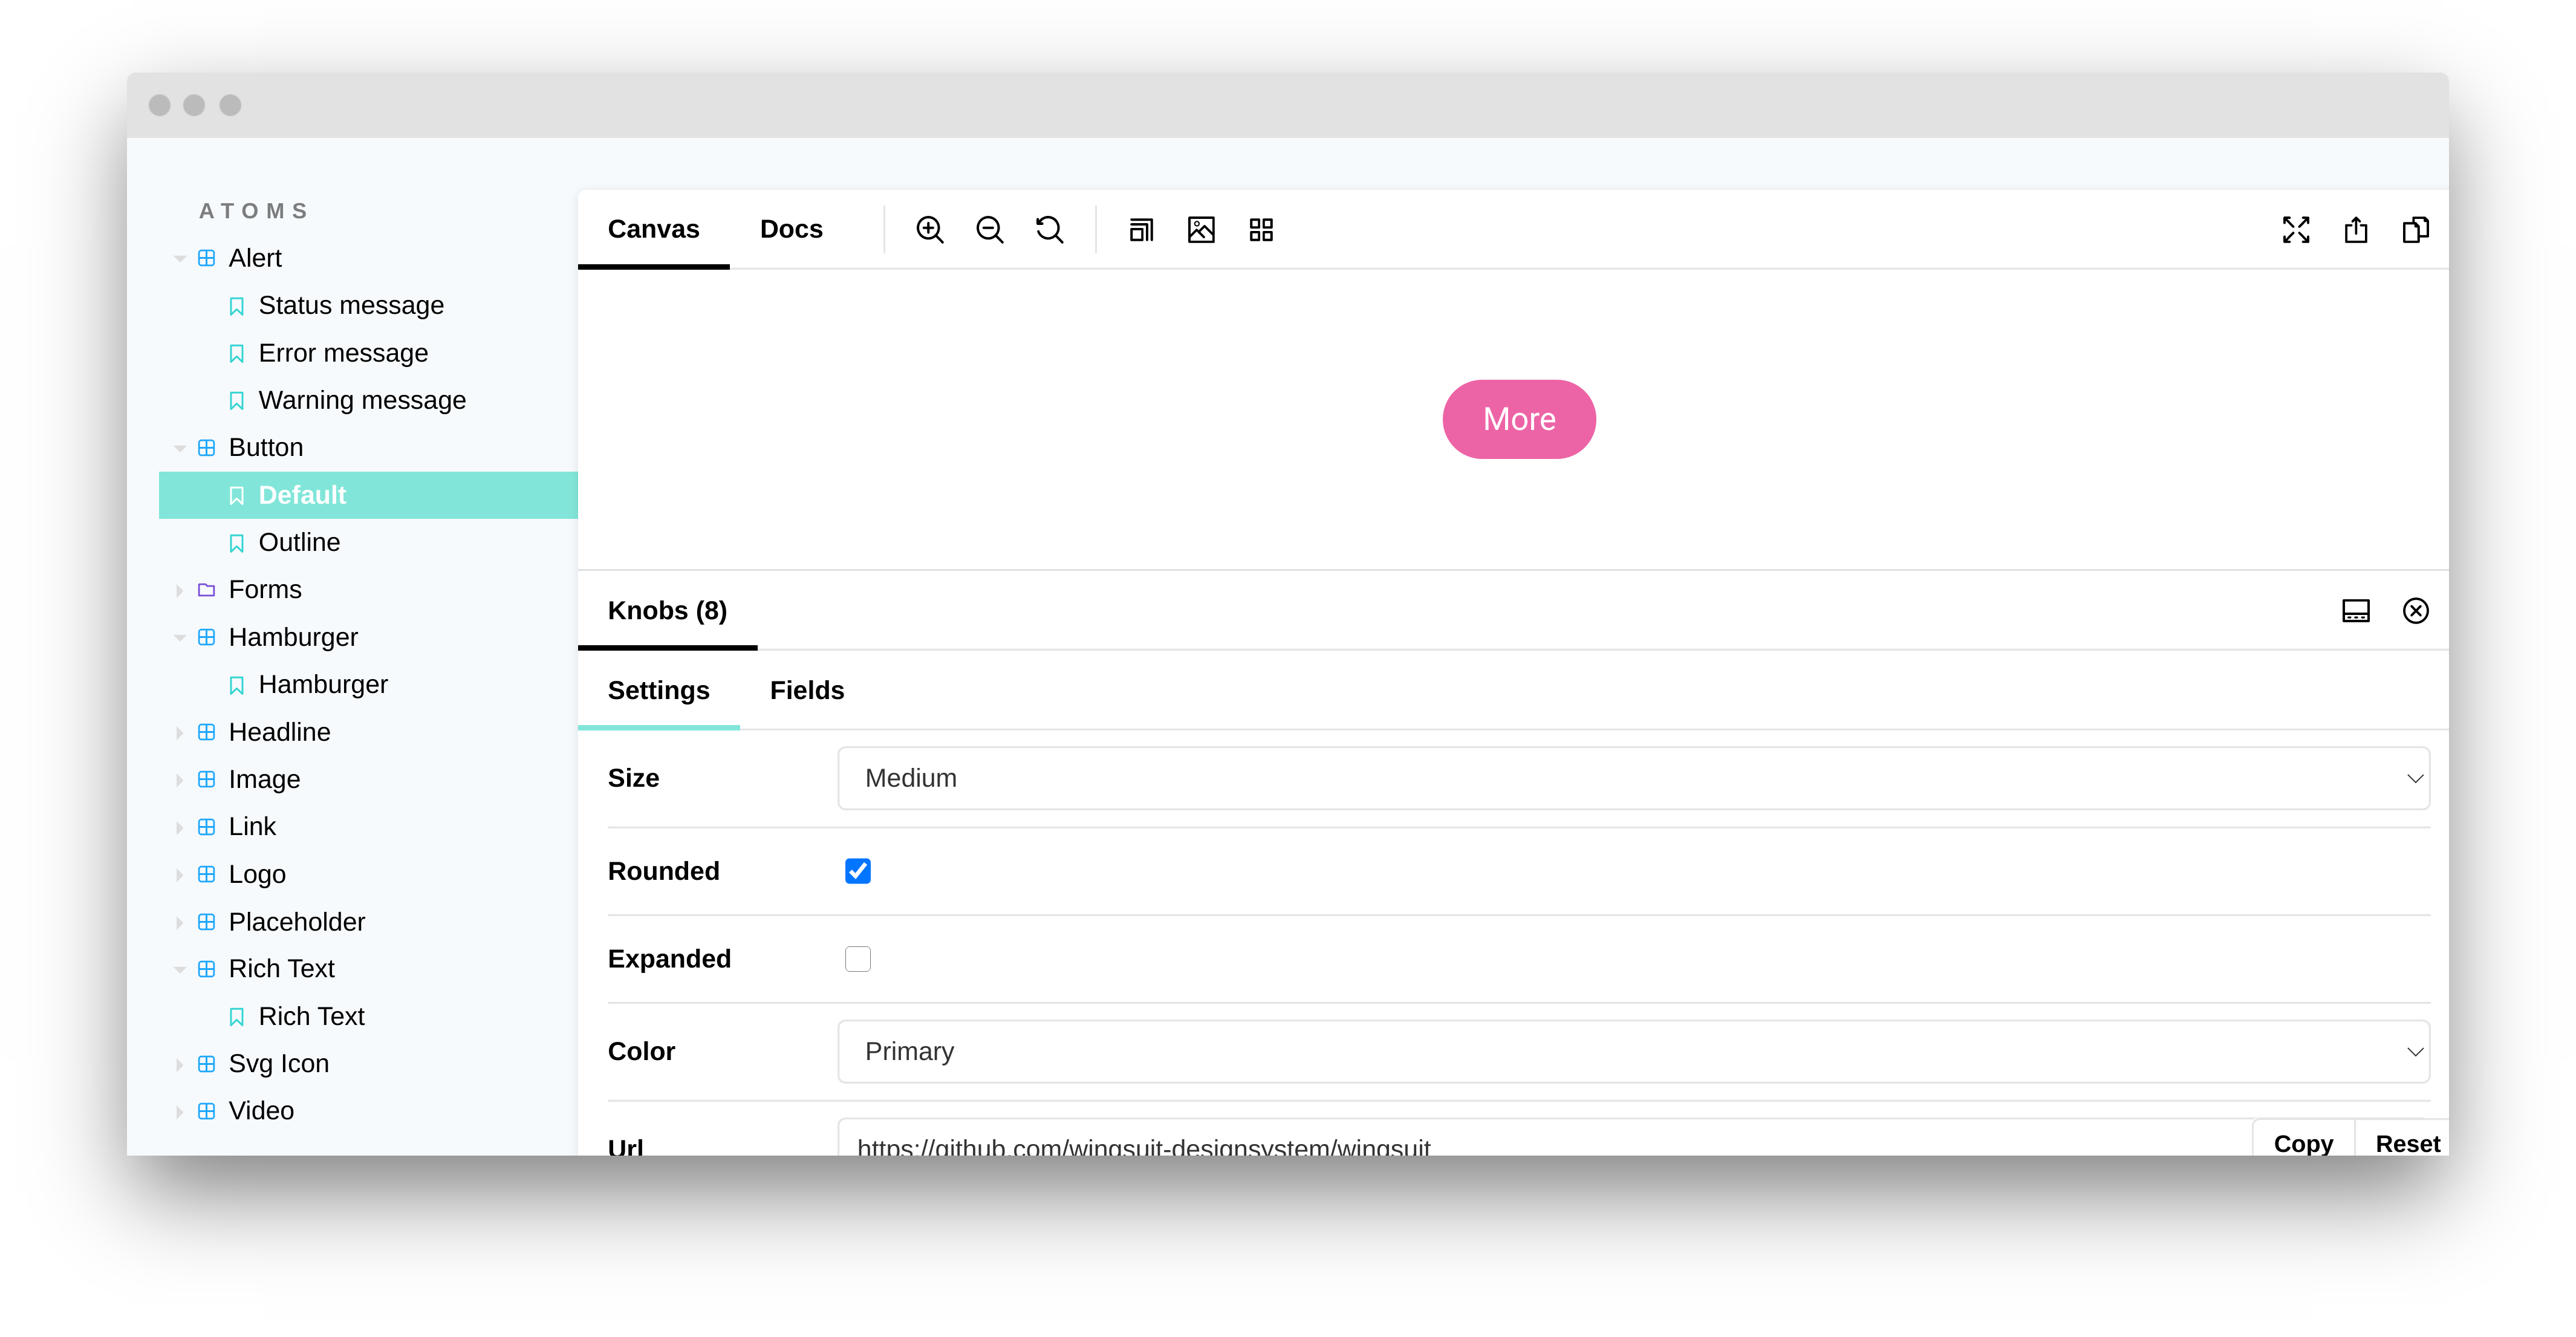 ATOMS
Alert
Status message
Error message
Warning message
Button
Default
Outline
Forms
Hamburger
Hamburger
Headline
Image
Link
Logo
Placeholder
Rich Text
Rich Text
Svg Icon
Video
Canvas Docs
More
Knobs (8)
Settings Fields
Size Medium
Rounded
Expanded
Color Primary
Url https://github.com/wingsuit-designsystem/wingsuit
Copy Reset